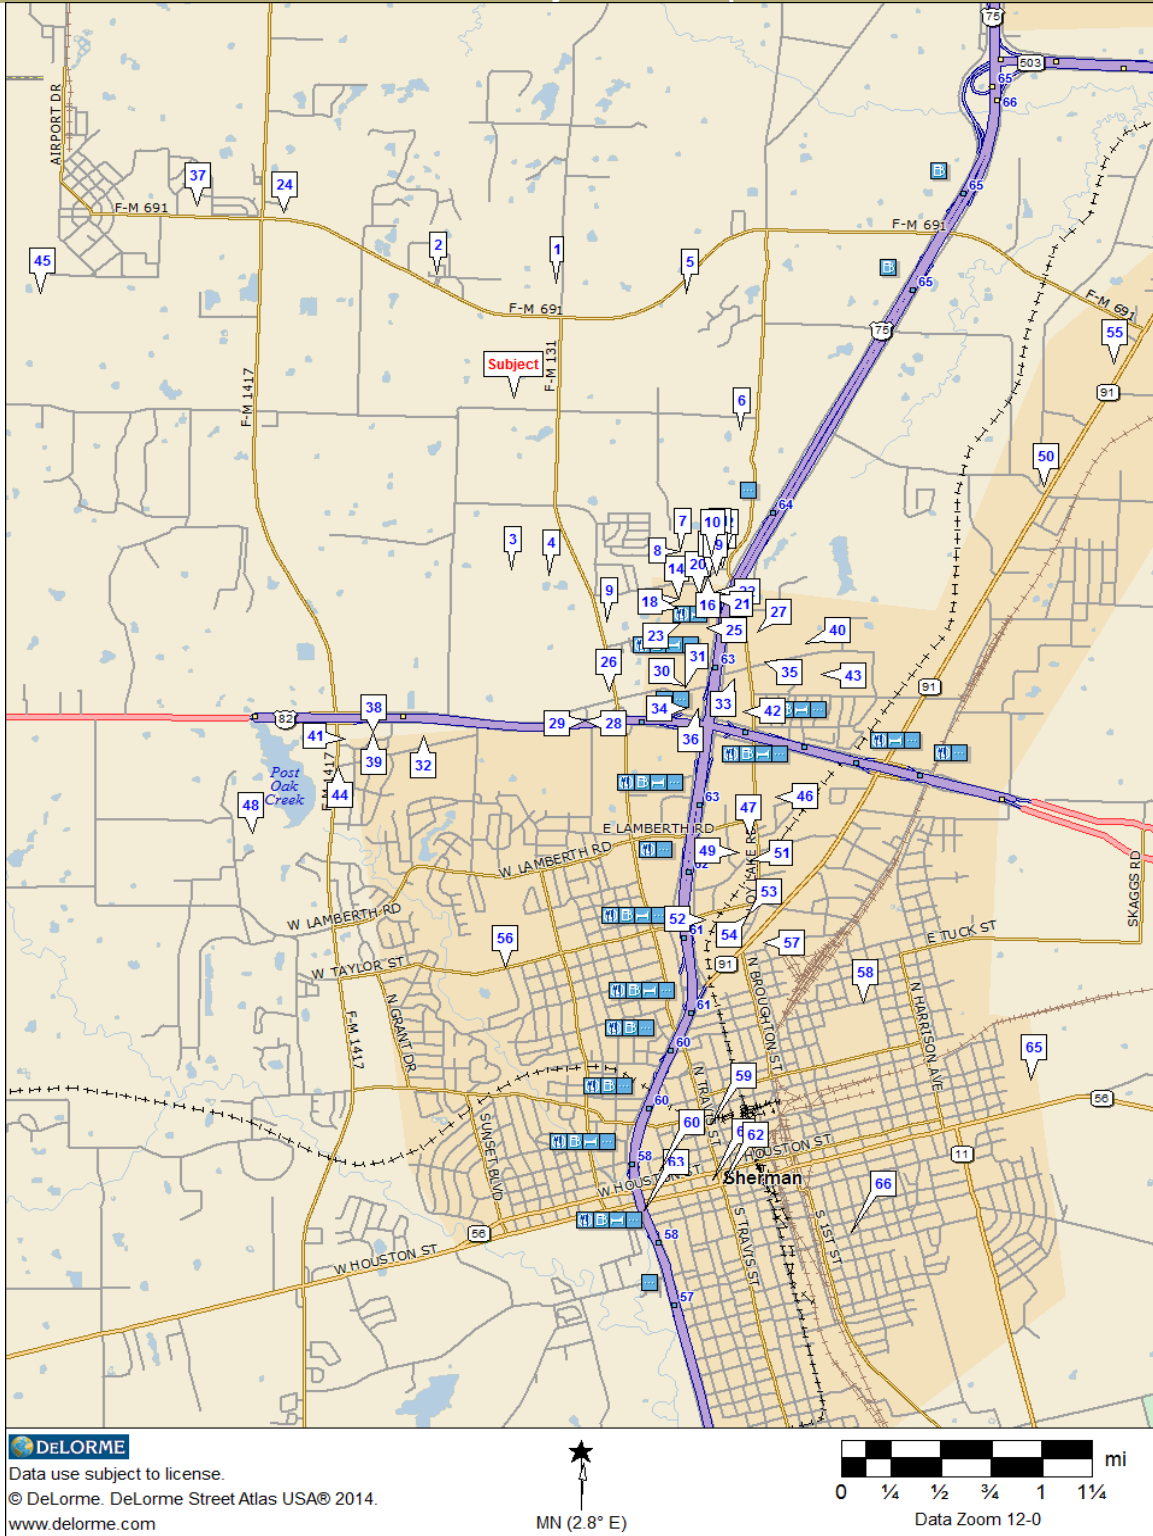 75
503
65
66
AIRPORT DR
37
24
65
F-M 691
F-M 691
2
1
5
45
65
F-M 691
F-M 691
75
55
Subject
F-M 131
F-M 1417
91
6
50
64
7
10
3
4
8
9
14
20
9
18
16
21
27
23
25
40
26
30
31
63
35
43
91
38
34
33
42
82
29
28
41
36
39
32
Post
Oak
Creek
F-M 1417
44
48
63
46
47
E LAMBERTH RD
W LAMBERTH RD
49
51
62
OY LAKE RD
SKAGGS RD
53
W LAMBERTH RD
52
61
54
57
E TUCK ST
56
W TAYLOR ST
91
58
N GRANT DR
N BROUGHTON ST
N HARRISON AVE
61
F-M 1417
60
65
N TRAVIS ST
59
56
60
SUNSET BLVD
60
62
HOUSTON ST
11
58
63
W HOUSTON ST
Sherman
66
S TRAVIS ST
S 1ST ST
56
58
W HOUSTON ST
57
DELORME
Data use subject to license.
© DeLorme. DeLorme Street Atlas USA® 2014.
www.delorme.com
MN (2.8° E)
mi
0 ¼ ½ ¾ 1 1¼
Data Zoom 12-0